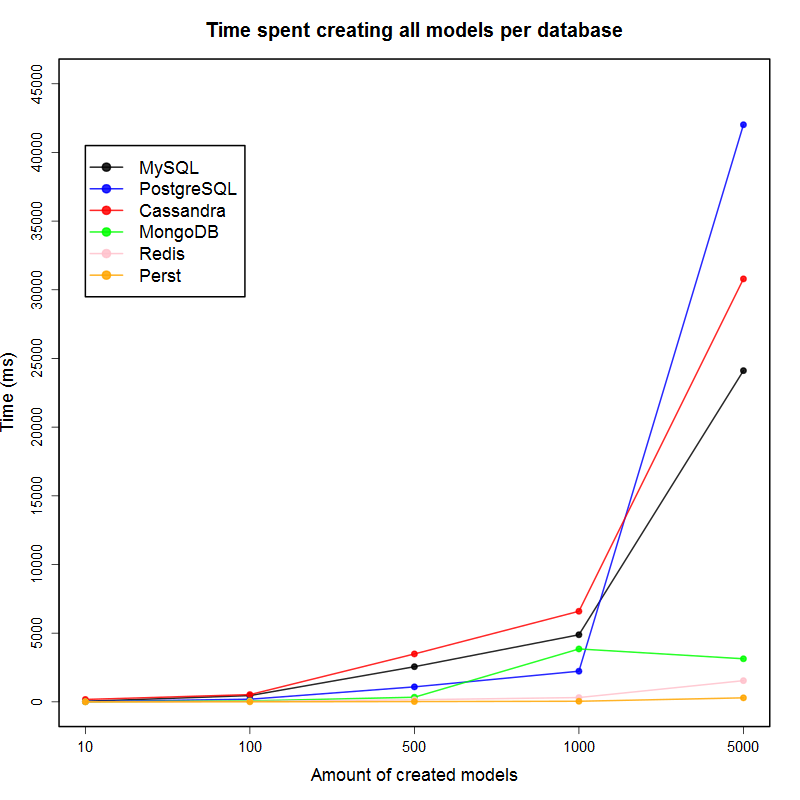 Time spent creating all models per database
45000
40000
35000
30000
25000
20000
15000
10000
5000
0
Time (ms)
MySQL
PostgreSQL
Cassandra
MongoDB
Redis
Perst
10 100 500 1000 5000
Amount of created models